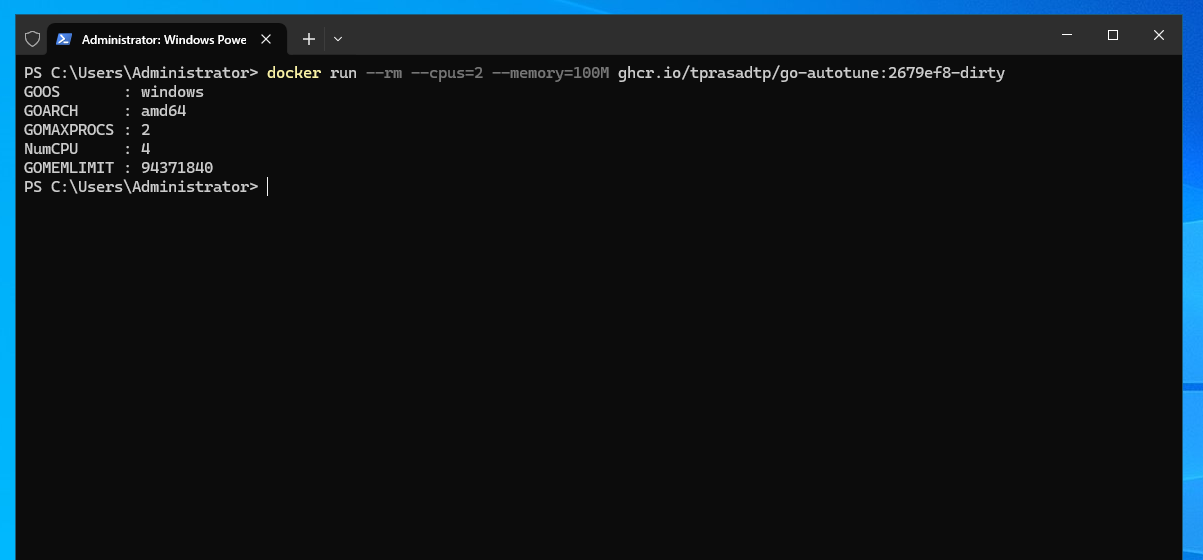 Administrator: Windows Powe
PS C:\Users\Administrator> docker run --rm --cpus=2 --memory=100M ghcr.io/tprasadtp/go-autotune:2679ef8-dirty
GOOS       : windows
GOARCH     : amd64
GOMAXPROCS : 2
NumCPU     : 4
GOMEMLIMIT : 94371840
PS C:\Users\Administrator>